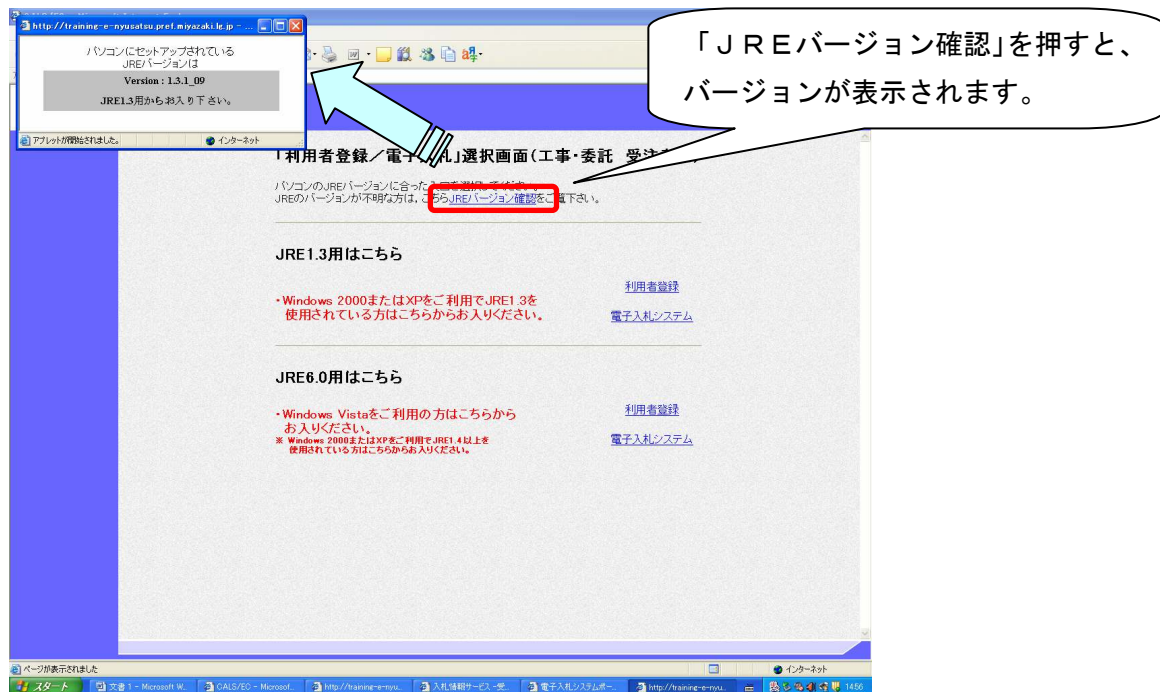 http://training-e-nyusatsu.pref.miyazaki.lg.jp - ...
パソコンにセットアップされている
JREバージョンは
Version : 1.3.1_09
JRE1.3用からお入り下さい。
アプレットが開始されました。
インターネット
「JREバージョン確認」を押すと、
バージョンが表示されます。
「利用者登録／電子入札」選択画面(工事・委託 受注
パソコンのJREバージョンに合った
JREのバージョンが不明な方は，こちらJREバージョン確認をご覧下さい。
JRE1.3用はこちら
・Windows 2000またはXPをご利用でJRE1.3を
使用されている方はこちらからお入りください。
利用者登録
電子入札システム
JRE6.0用はこちら
・Windows Vistaをご利用の方はこちらから
お入りください。
※ Windows 2000またはXPをご利用でJRE1.4以上を
使用されている方はこちらからお入りください。
利用者登録
電子入札システム
ページが表示されました
インターネット
スタート
文書 1 - Microsoft W...
CALS/EC - Microsof...
http://training-e-nyu...
入札情報サービス -受...
電子入札システムポー...
http://training-e-nyu...
14:56